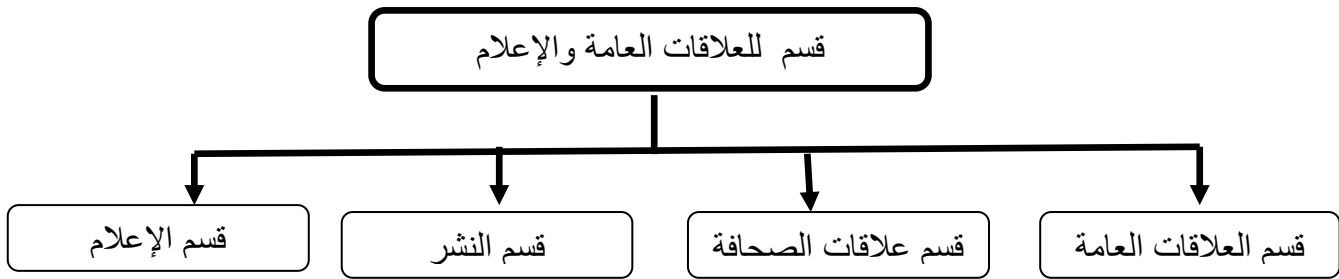 قسم للعلاقات العامة والإعلام
قسم العلاقات العامة
قسم علاقات الصحافة
قسم النشر
قسم الإعلام